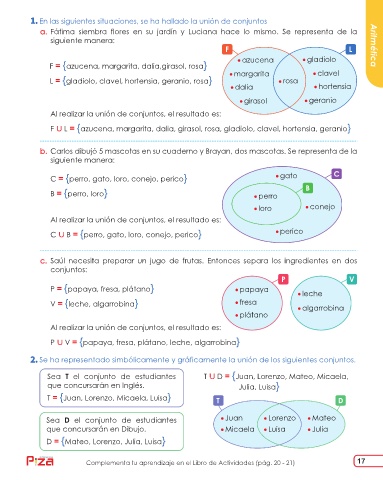 1. En las siguientes situaciones, se ha hallado la unión de conjuntos
a. Fátima siembra flores en su jardín y Luciana hace lo mismo. Se representa de la
siguiente manera:
F = {azucena, margarita, dalia,girasol, rosa}
L = {gladiolo, clavel, hortensia, geranio, rosa}
F
L
• azucena
• margarita
• dalia
• girasol
• rosa
• gladiolo
• clavel
• hortensia
• geranio
Al realizar la unión de conjuntos, el resultado es:
F U L = {azucena, margarita, dalia, girasol, rosa, gladiolo, clavel, hortensia, geranio}
b. Carlos dibujó 5 mascotas en su cuaderno y Brayan, dos mascotas. Se representa de la
siguiente manera:
C = {perro, gato, loro, conejo, perico}
B = {perro, loro}
• gato
C
B
• perro
• loro
• conejo
• perico
Al realizar la unión de conjuntos, el resultado es:
C U B = {perro, gato, loro, conejo, perico}
c. Saúl necesita preparar un jugo de frutas. Entonces separa los ingredientes en dos
conjuntos:
P = {papaya, fresa, plátano}
V = {leche, algarrobina}
P
V
• papaya
• fresa
• plátano
• leche
• algarrobina
Al realizar la unión de conjuntos, el resultado es:
P U V = {papaya, fresa, plátano, leche, algarrobina}
2. Se ha representado simbólicamente y gráficamente la unión de los siguientes conjuntos.
Sea T el conjunto de estudiantes
que concursarán en Inglés.
T = {Juan, Lorenzo, Micaela, Luisa}
Sea D el conjunto de estudiantes
que concursarán en Dibujo.
D = {Mateo, Lorenzo, Julia, Luisa}
T U D = {Juan, Lorenzo, Mateo, Micaela,
Julia, Luisa}
T
D
• Juan
• Micaela
• Lorenzo
• Luisa
• Mateo
• Julia
Aritmética
Piza
Complementa tu aprendizaje en el Libro de Actividades (pág. 20 - 21)
17